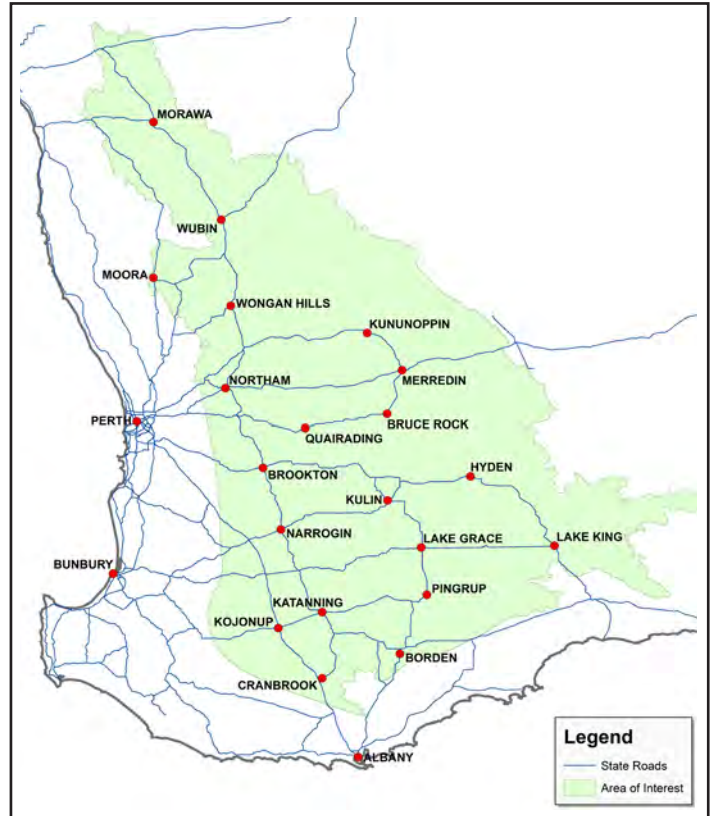 MORAWA
WUBIN
MOORA
WONGAN HILLS
KUNUNOPPIN
MERREDIN
NORTHAM
BRUCE ROCK
PERTH
QUAIRADING
BROOKTON
HYDEN
KULIN
NARROGIN
LAKE GRACE
LAKE KING
BUNBURY
PINGRUP
KATANNING
KOJONUP
BORDEN
CRANBROOK
ALBANY
Legend
State Roads
Area of Interest